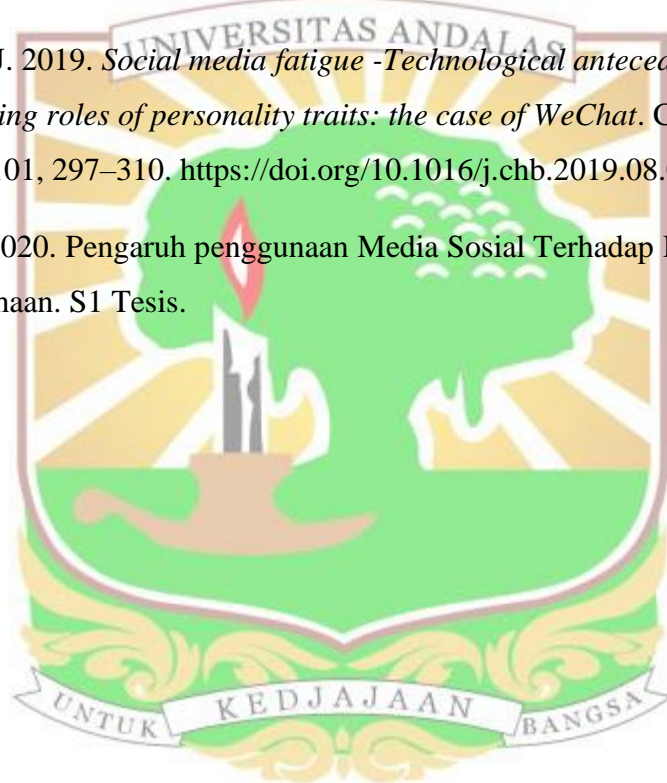 UNIVERSITAS ANDALAS
J. 2019. Social media fatigue -Technological anteced
ing roles of personality traits: the case of WeChat. C
101, 297–310. https://doi.org/10.1016/j.chb.2019.08.
020. Pengaruh penggunaan Media Sosial Terhadap
naan. S1 Tesis.
UNTUK KEDJAJAAN BANGSA